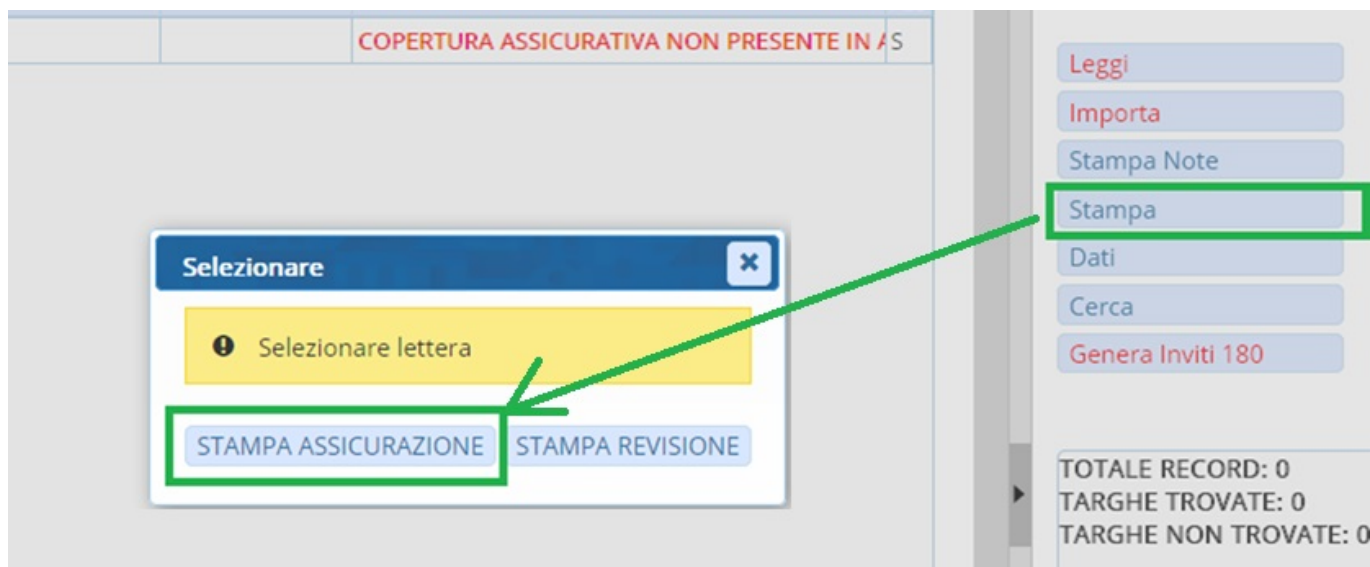 COPERTURA ASSICURATIVA NON PRESENTE IN
S
Leggi
Importa
Stampa Note
Stampa
Dati
Cerca
Genera Inviti 180
Selezionare
Selezionare lettera
STAMPA ASSICURAZIONE
STAMPA REVISIONE
TOTALE RECORD: 0
TARGHE TROVATE: 0
TARGHE NON TROVATE: 0